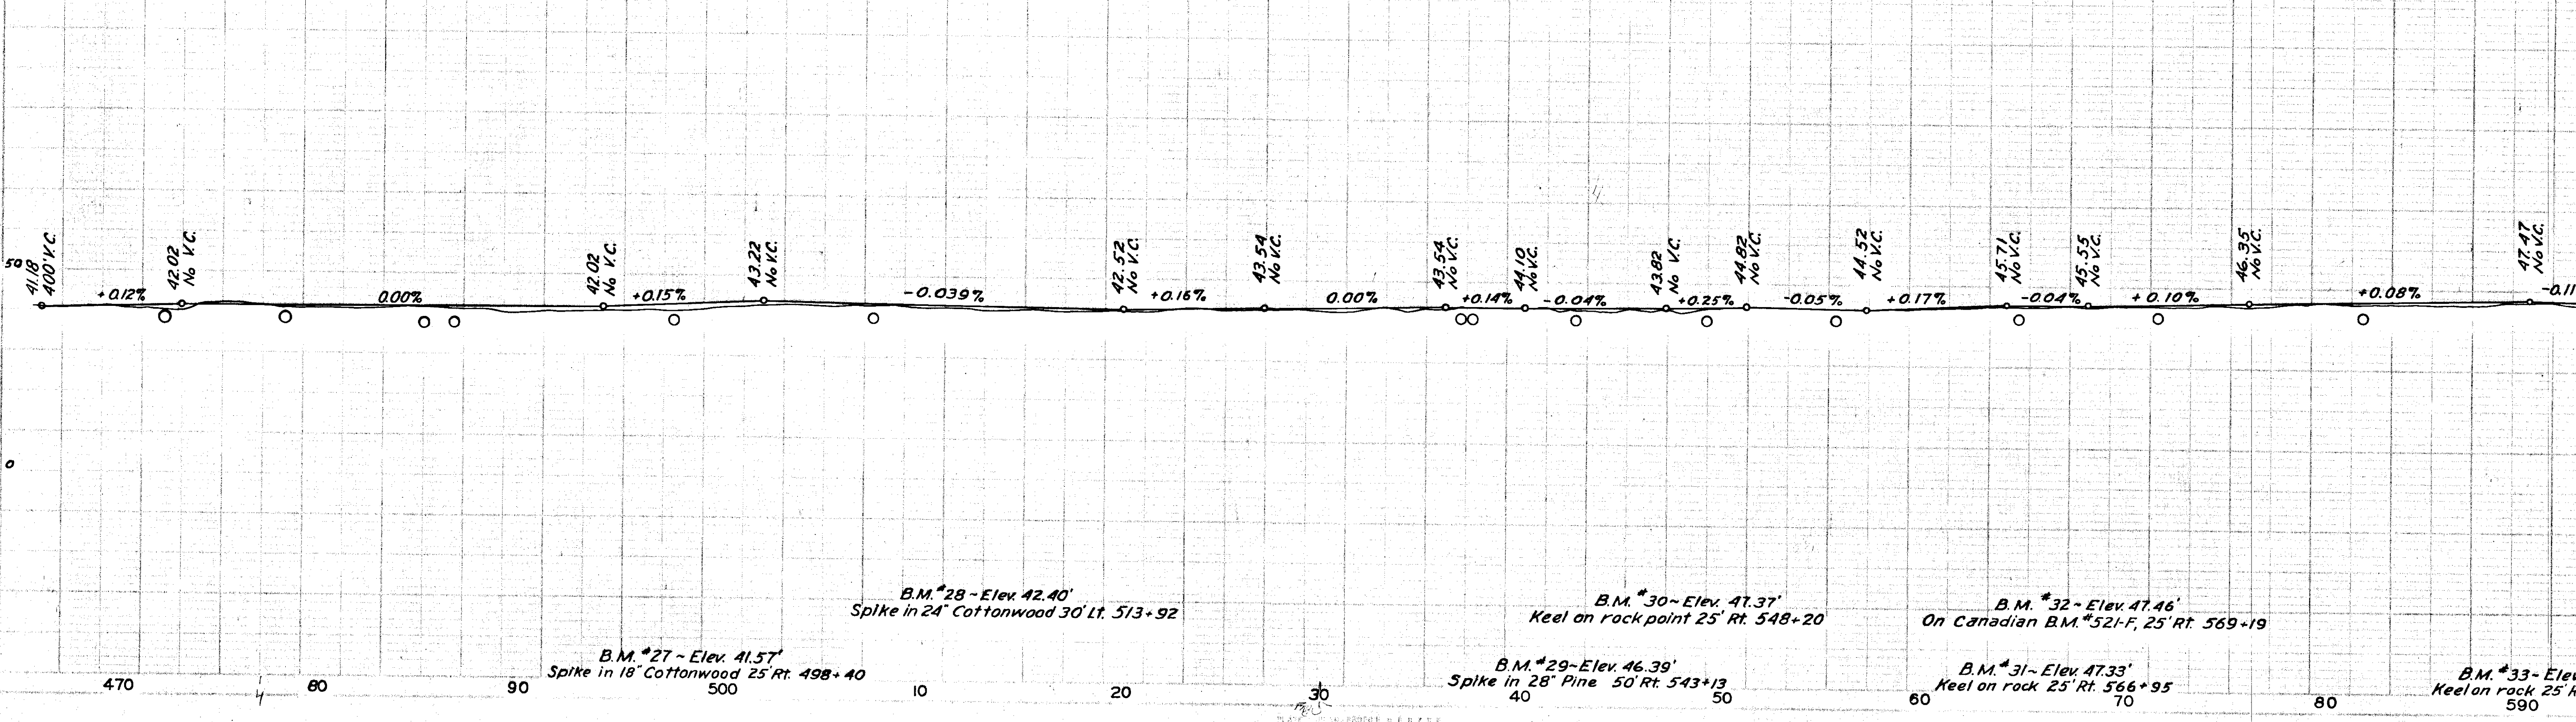 50
41.18
400' V.C.
+0.12%
42.02
No V.C.
0.00%
42.02
No V.C.
+0.15%
43.22
No V.C.
-0.039%
42.52
No V.C.
+0.16%
43.54
No V.C.
0.00%
43.54
No V.C.
+0.14%
44.10
No V.C.
-0.04%
43.82
No V.C.
+0.25%
44.82
No V.C.
-0.05%
44.52
No V.C.
+0.17%
45.71
No V.C.
-0.04%
45.55
No V.C.
+0.10%
46.35
No V.C.
+0.08%
47.47
No V.C.
-0.11
0
B.M. #28 ~ Elev. 42.40'
Spike in 24" Cottonwood 30' Lt. 513+92
B.M. #30 ~ Elev. 47.37'
Keel on rock point 25' Rt. 548+20
B.M. #32 ~ Elev. 47.46'
On Canadian B.M. #521-F, 25' Rt. 569+19
B.M. #27 ~ Elev. 41.57'
Spike in 18" Cottonwood 25' Rt. 498+40
B.M. #29 ~ Elev. 46.39'
Spike in 28" Pine 50' Rt. 543+13
B.M. #31 ~ Elev. 47.33'
Keel on rock 25' Rt. 566+95
B.M. #33 ~ Elev
Keel on rock 25' R
470 80 90 500 10 20 30 40 50 60 70 80 590